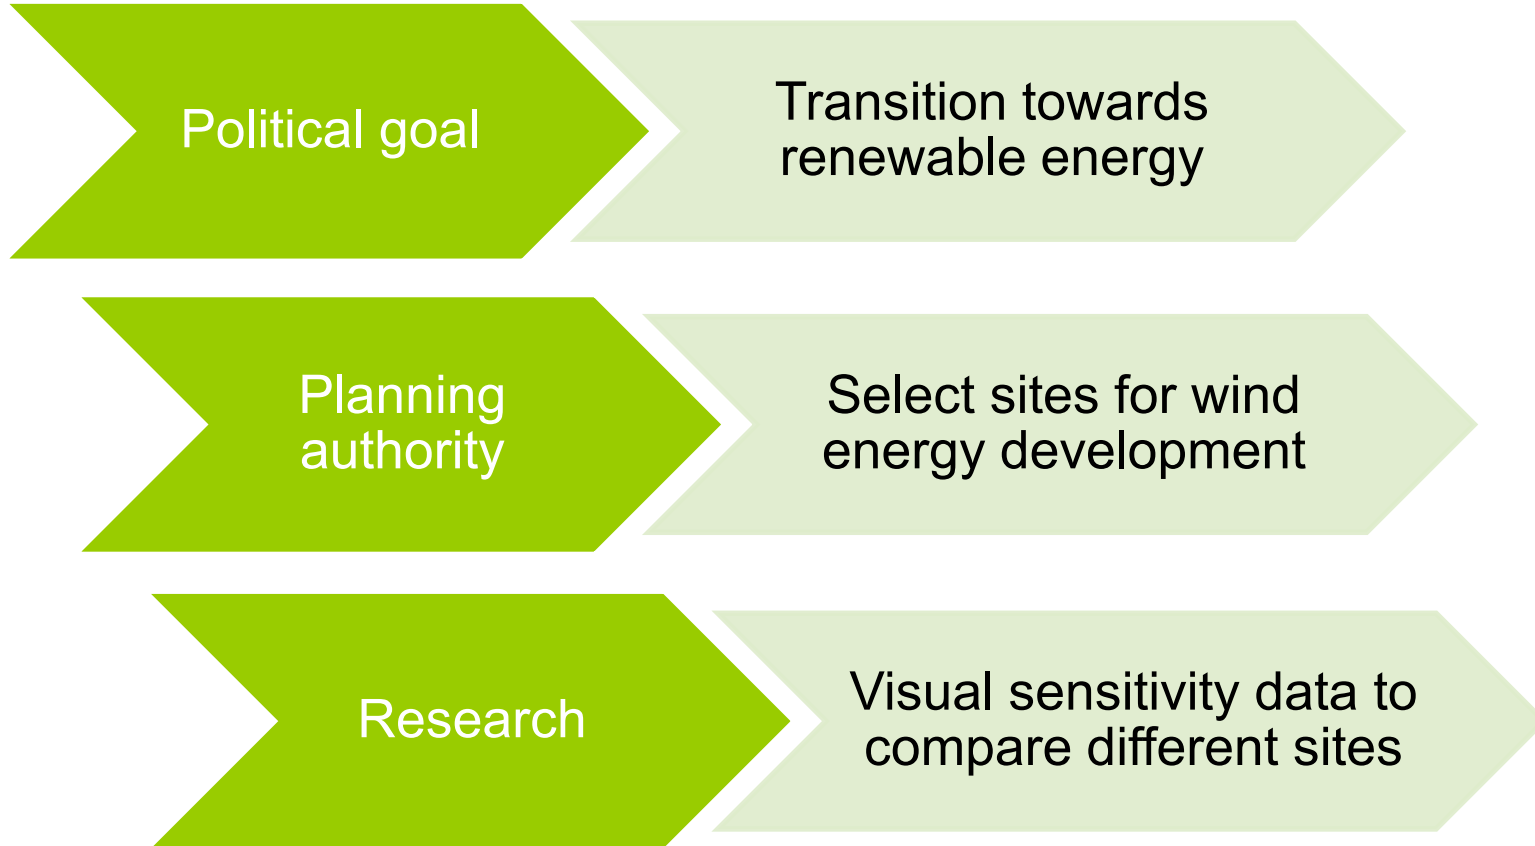 Political goal
Transition towards
renewable energy
Planning
authority
Select sites for wind
energy development
Research
Visual sensitivity data to
compare different sites